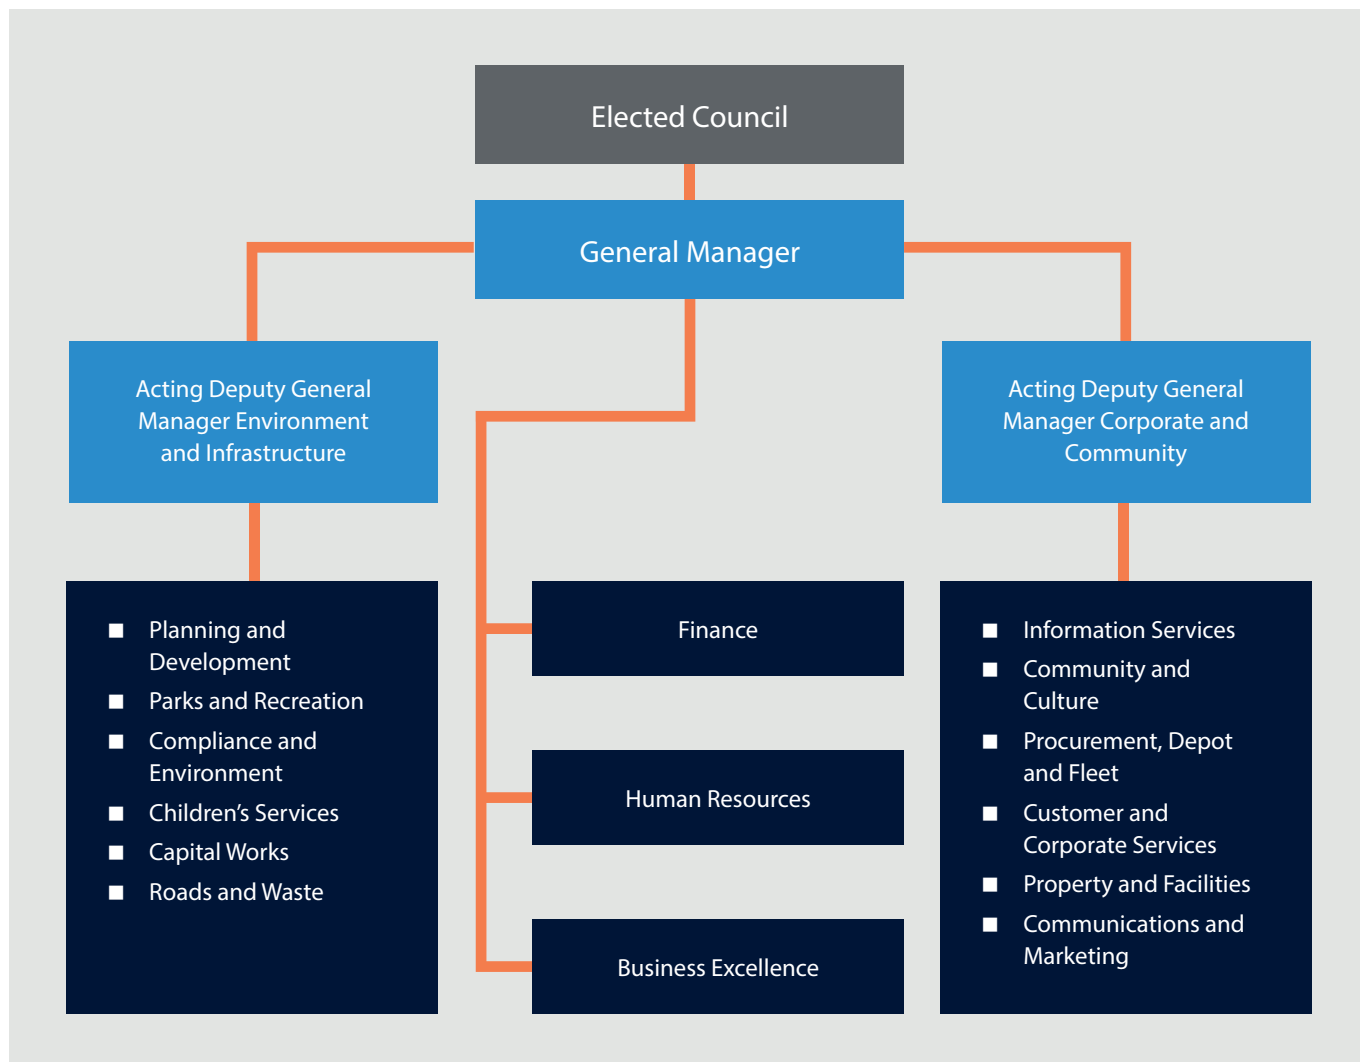 Elected Council
General Manager
Acting Deputy General
Manager Environment
and Infrastructure
Acting Deputy General
Manager Corporate and
Community
Planning and
Development
Parks and Recreation
Compliance and
Environment
Children’s Services
Capital Works
Roads and Waste
Finance
Human Resources
Business Excellence
Information Services
Community and
Culture
Procurement, Depot
and Fleet
Customer and
Corporate Services
Property and Facilities
Communications and
Marketing